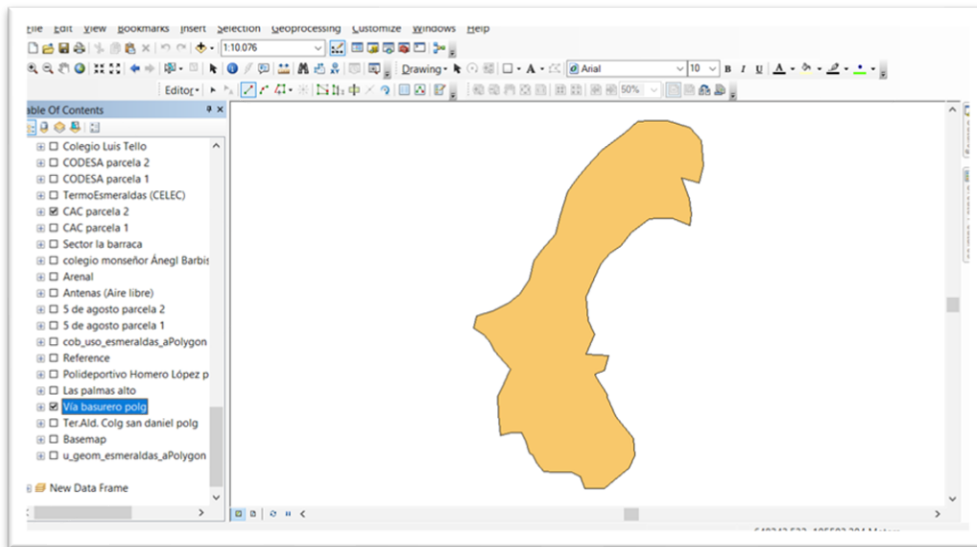 File Edit View Bookmarks Insert Selection Geoprocessing Customize Windows Help
1:10.076
Drawing Arial 10 B I U A
Editor 50%
Table Of Contents
Colegio Luis Tello
CODESA parcela 2
CODESA parcela 1
TermoEsmeraldas (CELEC)
CAC parcela 2
CAC parcela 1
Sector la barraca
colegio monseñor Ánegl Barbis
Arenal
Antenas (Aire libre)
5 de agosto parcela 2
5 de agosto parcela 1
cob_uso_esmeraldas_aPolygon
Reference
Polideportivo Homero López p
Las palmas alto
Vía basurero polg
Ter.Ald. Colg san daniel polg
Basemap
u_geom_esmeraldas_aPolygon
New Data Frame